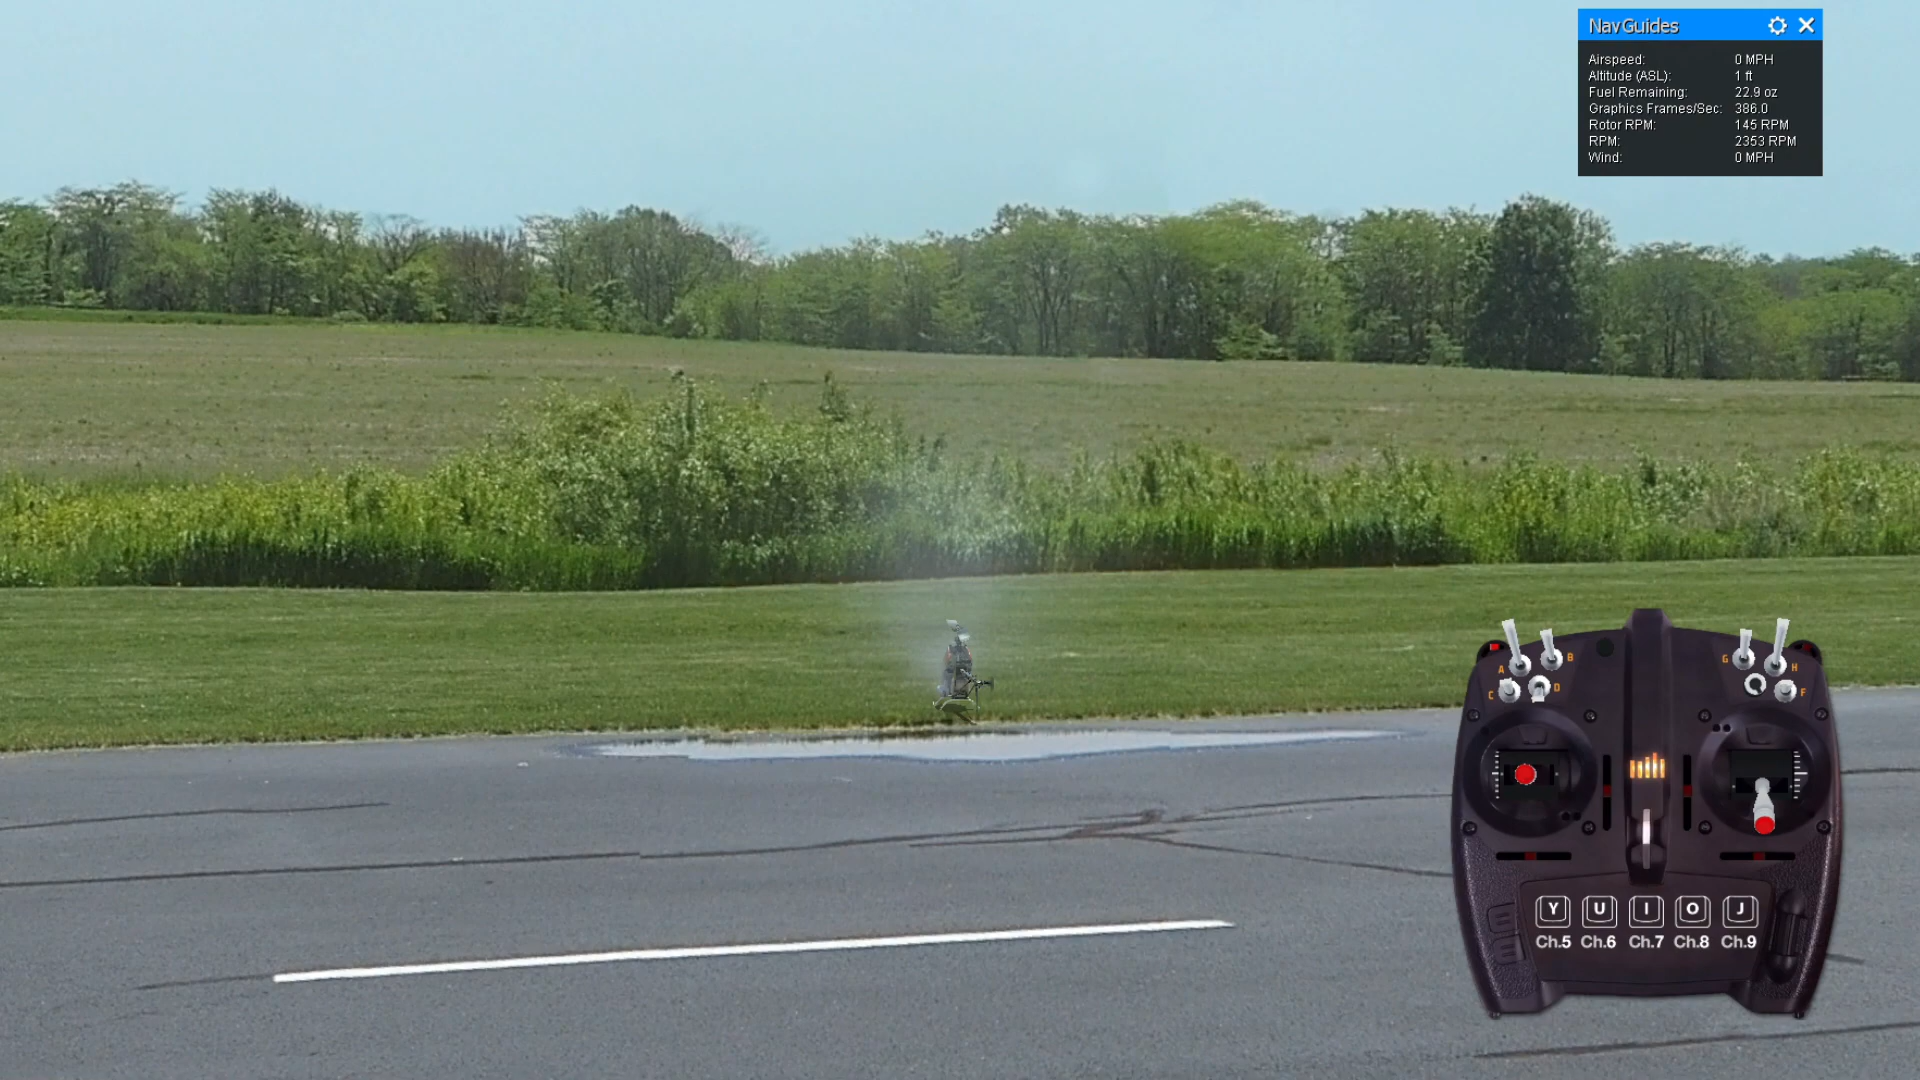 NavGuides
Airspeed: 0 MPH
Altitude (ASL): 1 ft
Fuel Remaining: 22.9 oz
Graphics Frames/Sec: 386.0
Rotor RPM: 145 RPM
RPM: 2353 RPM
Wind: 0 MPH
A B G H
C D F
Y U I O J
Ch.5 Ch.6 Ch.7 Ch.8 Ch.9